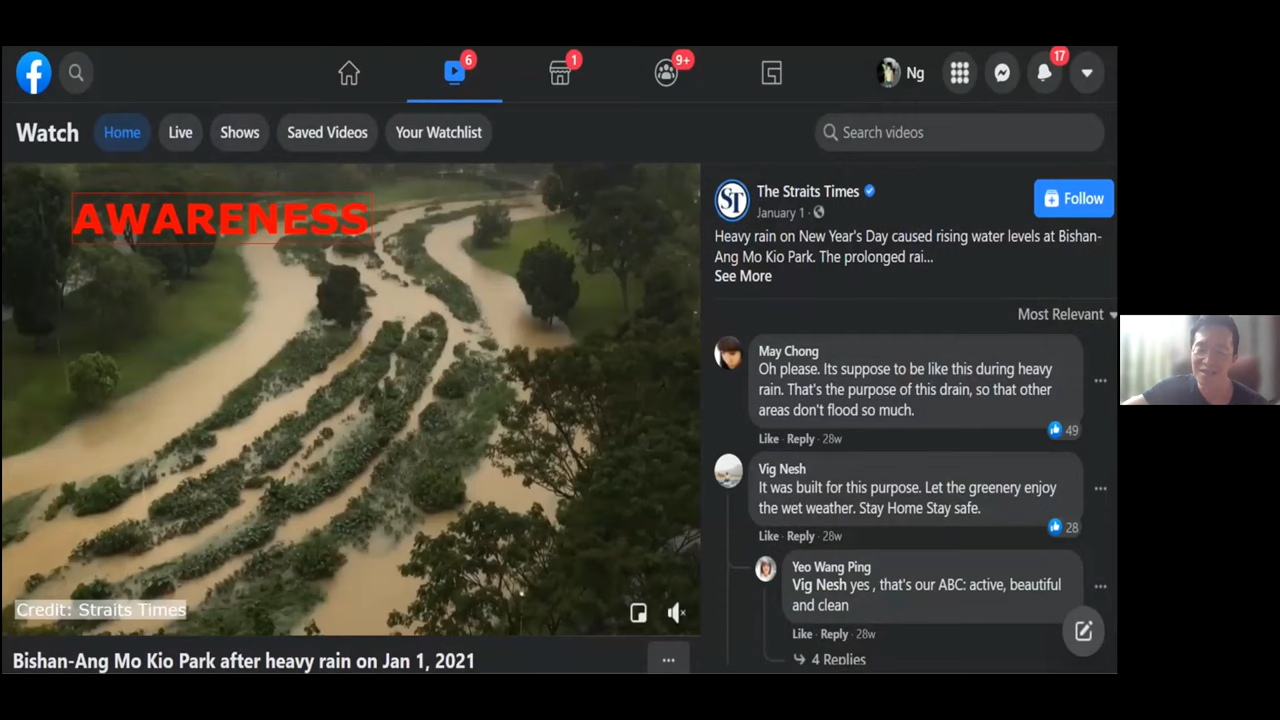 6
1
9+
Ng
17
Watch
Home
Live
Shows
Saved Videos
Your Watchlist
Search videos
AWARENESS
Credit: Straits Times
Bishan-Ang Mo Kio Park after heavy rain on Jan 1, 2021
ST
The Straits Times
January 1 ·
Follow
Heavy rain on New Year's Day caused rising water levels at Bishan-
Ang Mo Kio Park. The prolonged rai...
See More
Most Relevant
May Chong
Oh please. Its suppose to be like this during heavy
rain. That's the purpose of this drain, so that other
areas don't flood so much.
49
Like · Reply · 28w
Vig Nesh
It was built for this purpose. Let the greenery enjoy
the wet weather. Stay Home Stay safe.
28
Like · Reply · 28w
Yeo Wang Ping
Vig Nesh yes , that's our ABC: active, beautiful
and clean
Like · Reply · 28w
4 Replies